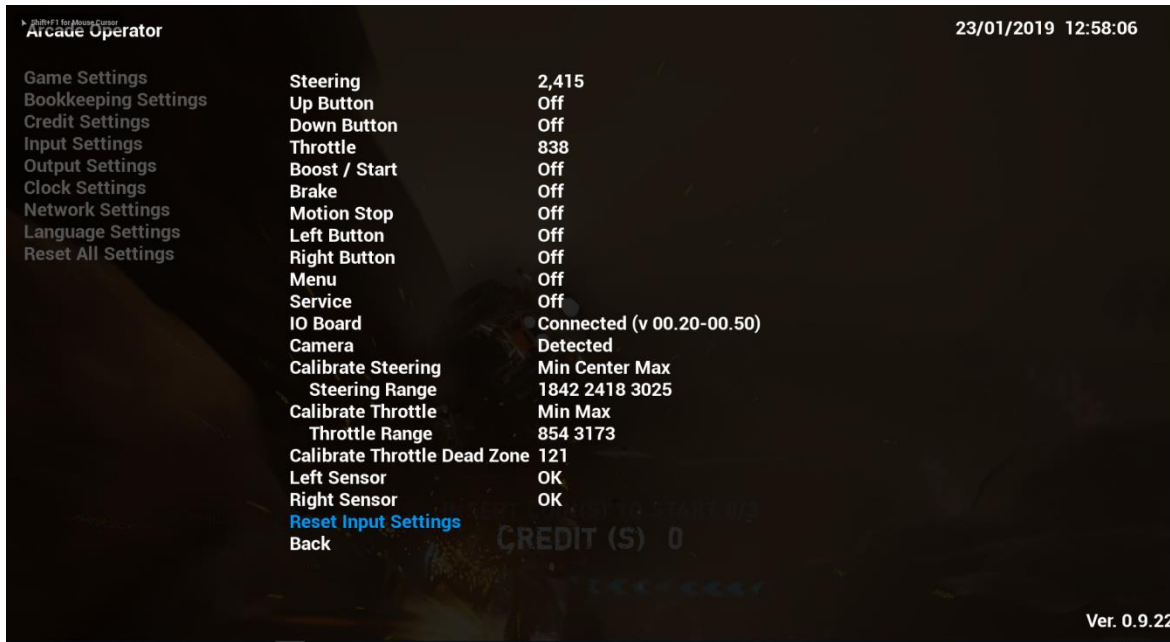 Shift+F1 for Mouse Cursor
Arcade Operator
23/01/2019 12:58:06
Game Settings
Bookkeeping Settings
Credit Settings
Input Settings
Output Settings
Clock Settings
Network Settings
Language Settings
Reset All Settings
Steering 2,415
Up Button Off
Down Button Off
Throttle 838
Boost / Start Off
Brake Off
Motion Stop Off
Left Button Off
Right Button Off
Menu Off
Service Off
IO Board Connected (v 00.20-00.50)
Camera Detected
Calibrate Steering Min Center Max
Steering Range 1842 2418 3025
Calibrate Throttle Min Max
Throttle Range 854 3173
Calibrate Throttle Dead Zone 121
Left Sensor OK
Right Sensor OK
TO START 0/3
Reset Input Settings
CREDIT (S) 0
Back
Ver. 0.9.22